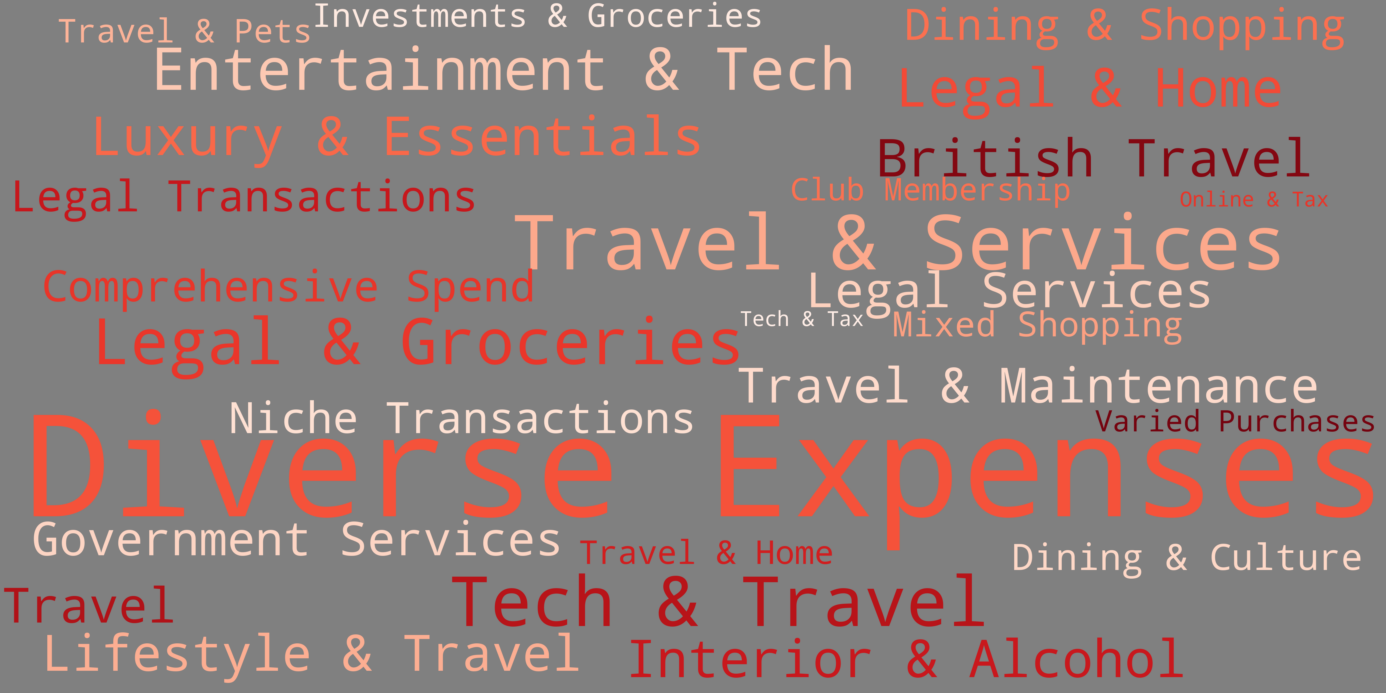 Investments & Groceries
Travel & Pets
Dining & Shopping
Entertainment & Tech
Legal & Home
Luxury & Essentials
British Travel
Legal Transactions
Club Membership
Online & Tax
Travel & Services
Comprehensive Spend
Legal Services
Tech & Tax
Mixed Shopping
Legal & Groceries
Travel & Maintenance
Niche Transactions
Varied Purchases
Diverse Expenses
Government Services
Travel & Home
Dining & Culture
Travel
Tech & Travel
Lifestyle & Travel
Interior & Alcohol